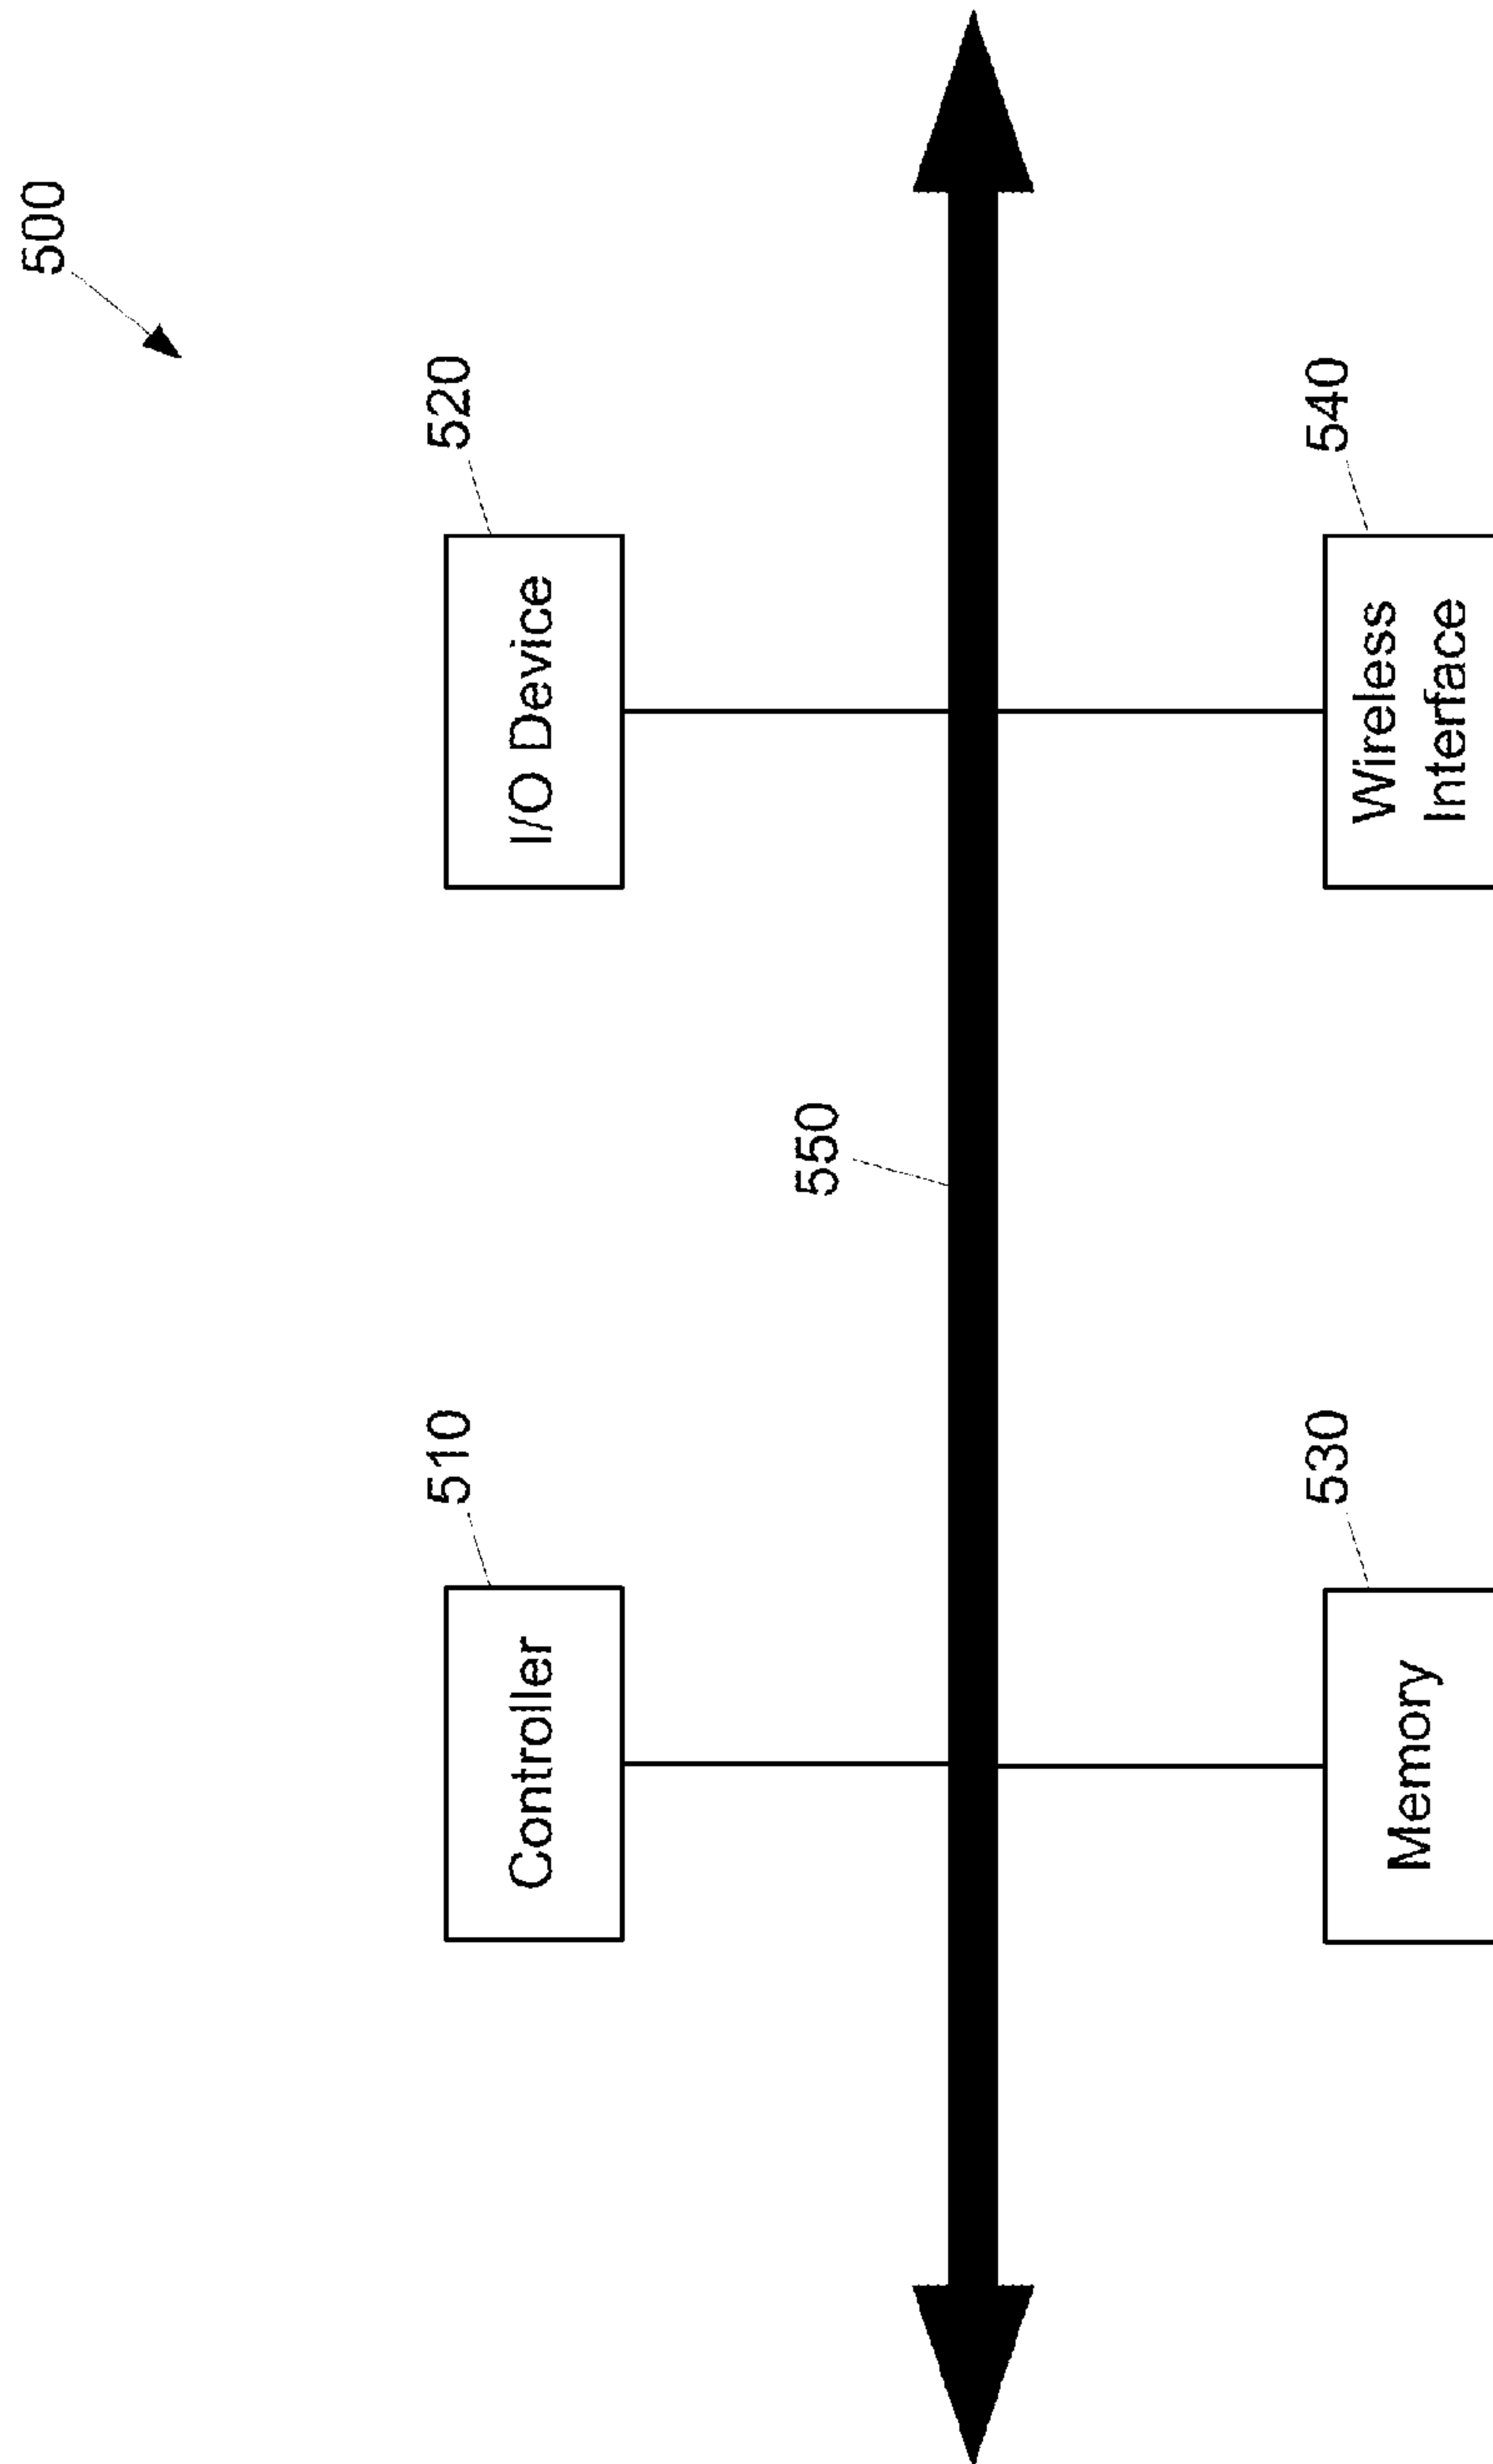 500
510
Controller
520
I/O Device
550
530
Memory
540
Wireless
Interface